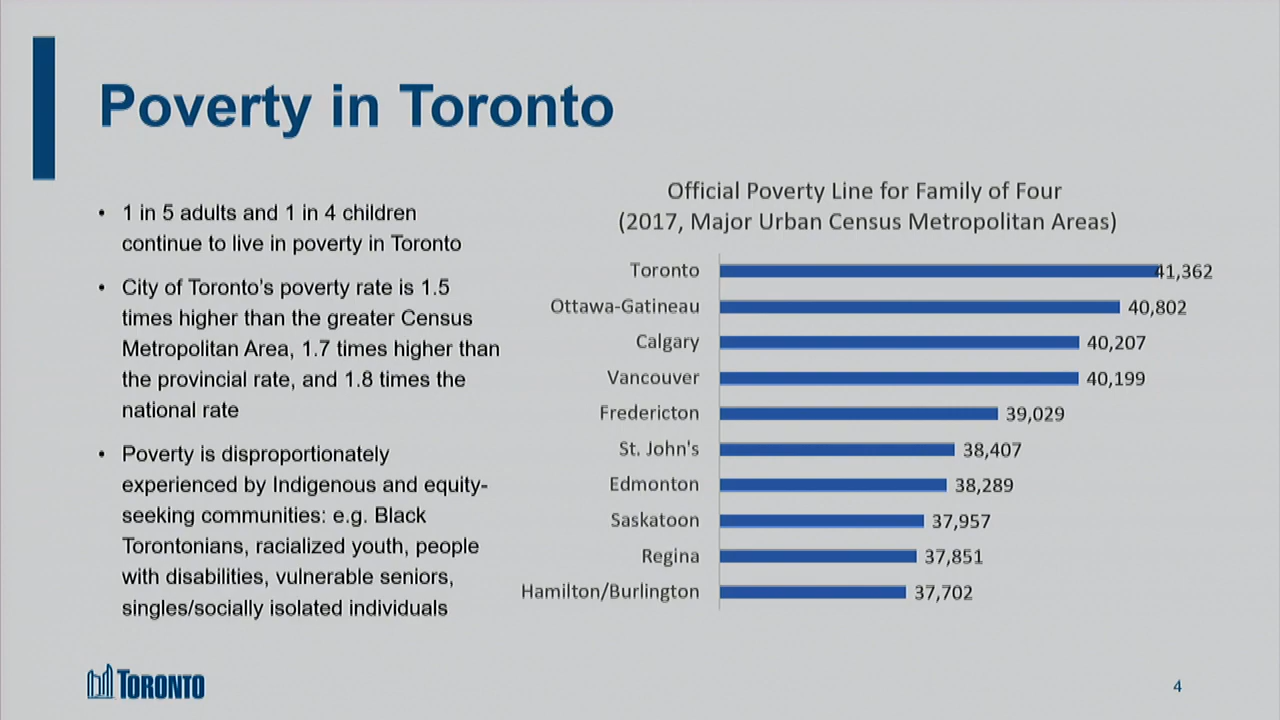 Poverty in Toronto
• 1 in 5 adults and 1 in 4 children
continue to live in poverty in Toronto
• City of Toronto's poverty rate is 1.5
times higher than the greater Census
Metropolitan Area, 1.7 times higher than
the provincial rate, and 1.8 times the
national rate
• Poverty is disproportionately
experienced by Indigenous and equity-
seeking communities: e.g. Black
Torontonians, racialized youth, people
with disabilities, vulnerable seniors,
singles/socially isolated individuals
Official Poverty Line for Family of Four
(2017, Major Urban Census Metropolitan Areas)
Toronto 41,362
Ottawa-Gatineau 40,802
Calgary 40,207
Vancouver 40,199
Fredericton 39,029
St. John's 38,407
Edmonton 38,289
Saskatoon 37,957
Regina 37,851
Hamilton/Burlington 37,702
TORONTO
4